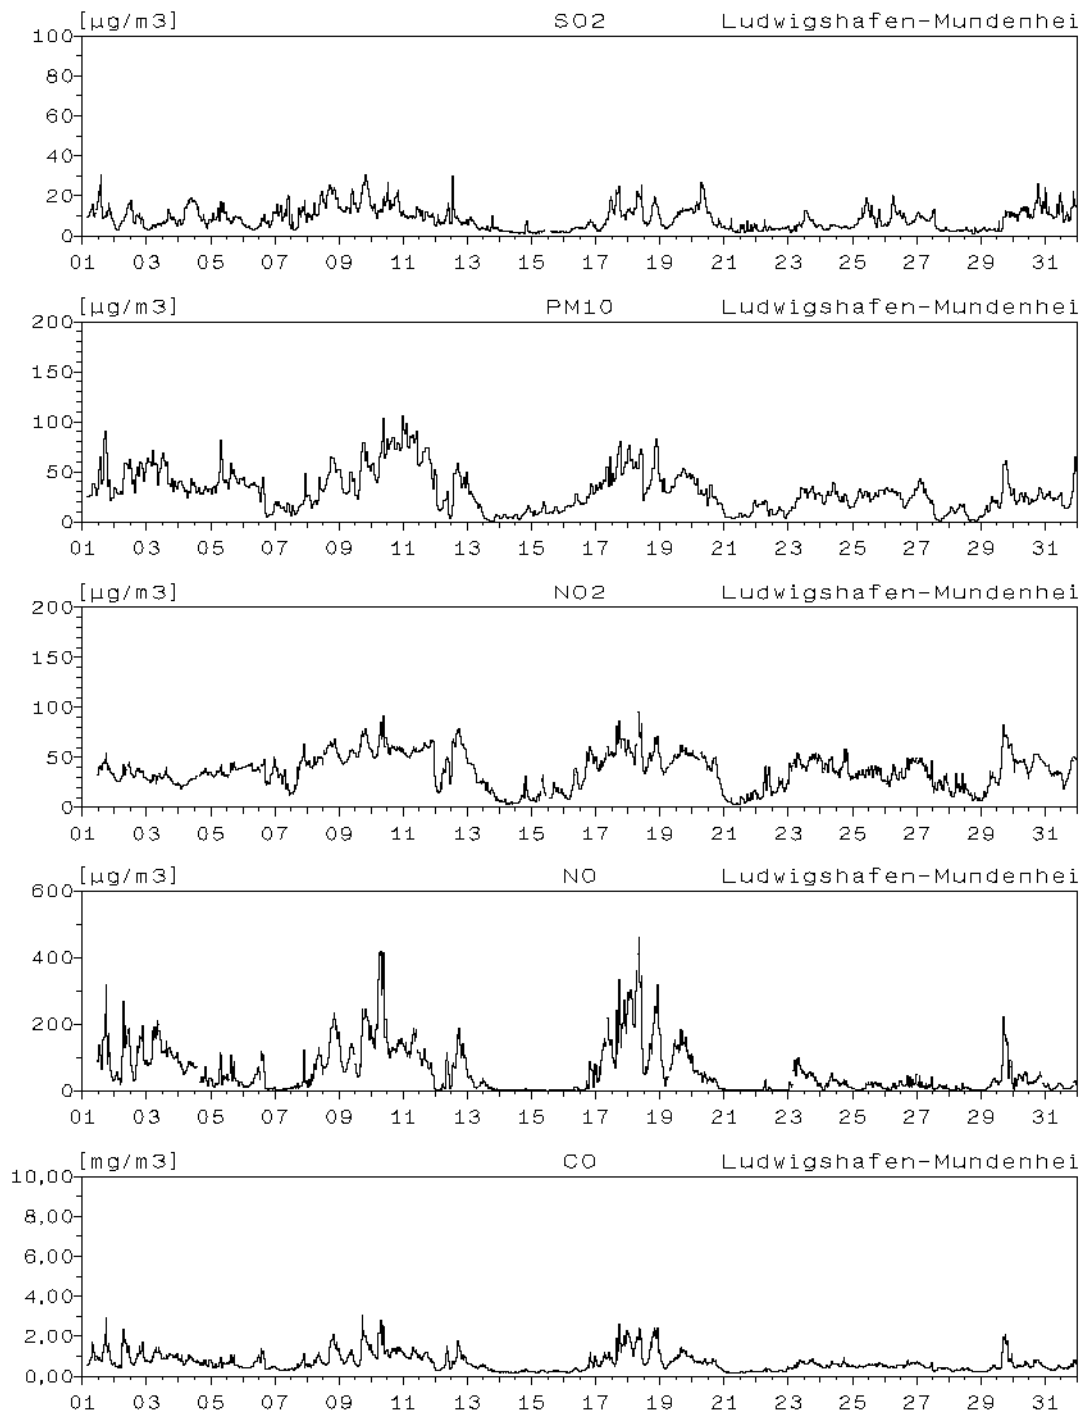 [µg/m3] SO2 Ludwigshafen-Mundenhei
100
80
60
40
20
0
01 03 05 07 09 11 13 15 17 19 21 23 25 27 29 31
[µg/m3] PM10 Ludwigshafen-Mundenhei
200
150
100
50
0
01 03 05 07 09 11 13 15 17 19 21 23 25 27 29 31
[µg/m3] NO2 Ludwigshafen-Mundenhei
200
150
100
50
0
01 03 05 07 09 11 13 15 17 19 21 23 25 27 29 31
[µg/m3] NO Ludwigshafen-Mundenhei
600
400
200
0
01 03 05 07 09 11 13 15 17 19 21 23 25 27 29 31
[mg/m3] CO Ludwigshafen-Mundenhei
10,00
8,00
6,00
4,00
2,00
0,00
01 03 05 07 09 11 13 15 17 19 21 23 25 27 29 31